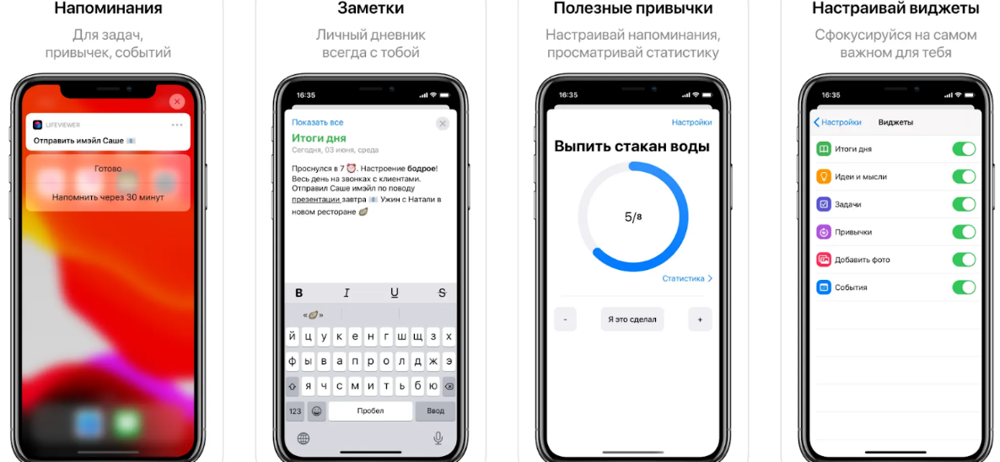 Напоминания
Для задач,
привычек, событий
LIFEVIEWER
Отправить имэйл Саше 📧
Готово
Напомнить через 30 минут
Заметки
Личный дневник
всегда с тобой
16:35
Показать все
Итоги дня
Сегодня, 03 июня, среда
Проснулся в 7 ⏰. Настроение бодрое!
Весь день на звонках с клиентами.
Отправил Саше имэйл по поводу
презентации завтра 📧 Ужин с Натали в
новом ресторане 🦪
B I U S
«🦪»
й ц у к е н г ш щ з х
ф ы в а п р о л д ж э
я ч с м и т ь б ю
123 Пробел Ввод
Полезные привычки
Настраивай напоминания,
просматривай статистику
16:35
Настройки
Выпить стакан воды
5/8
Статистика >
- Я это сделал +
Настраивай виджеты
Сфокусируйся на самом
важном для тебя
16:35
Настройки Виджеты
Итоги дня
Идеи и мысли
Задачи
Привычки
Добавить фото
События